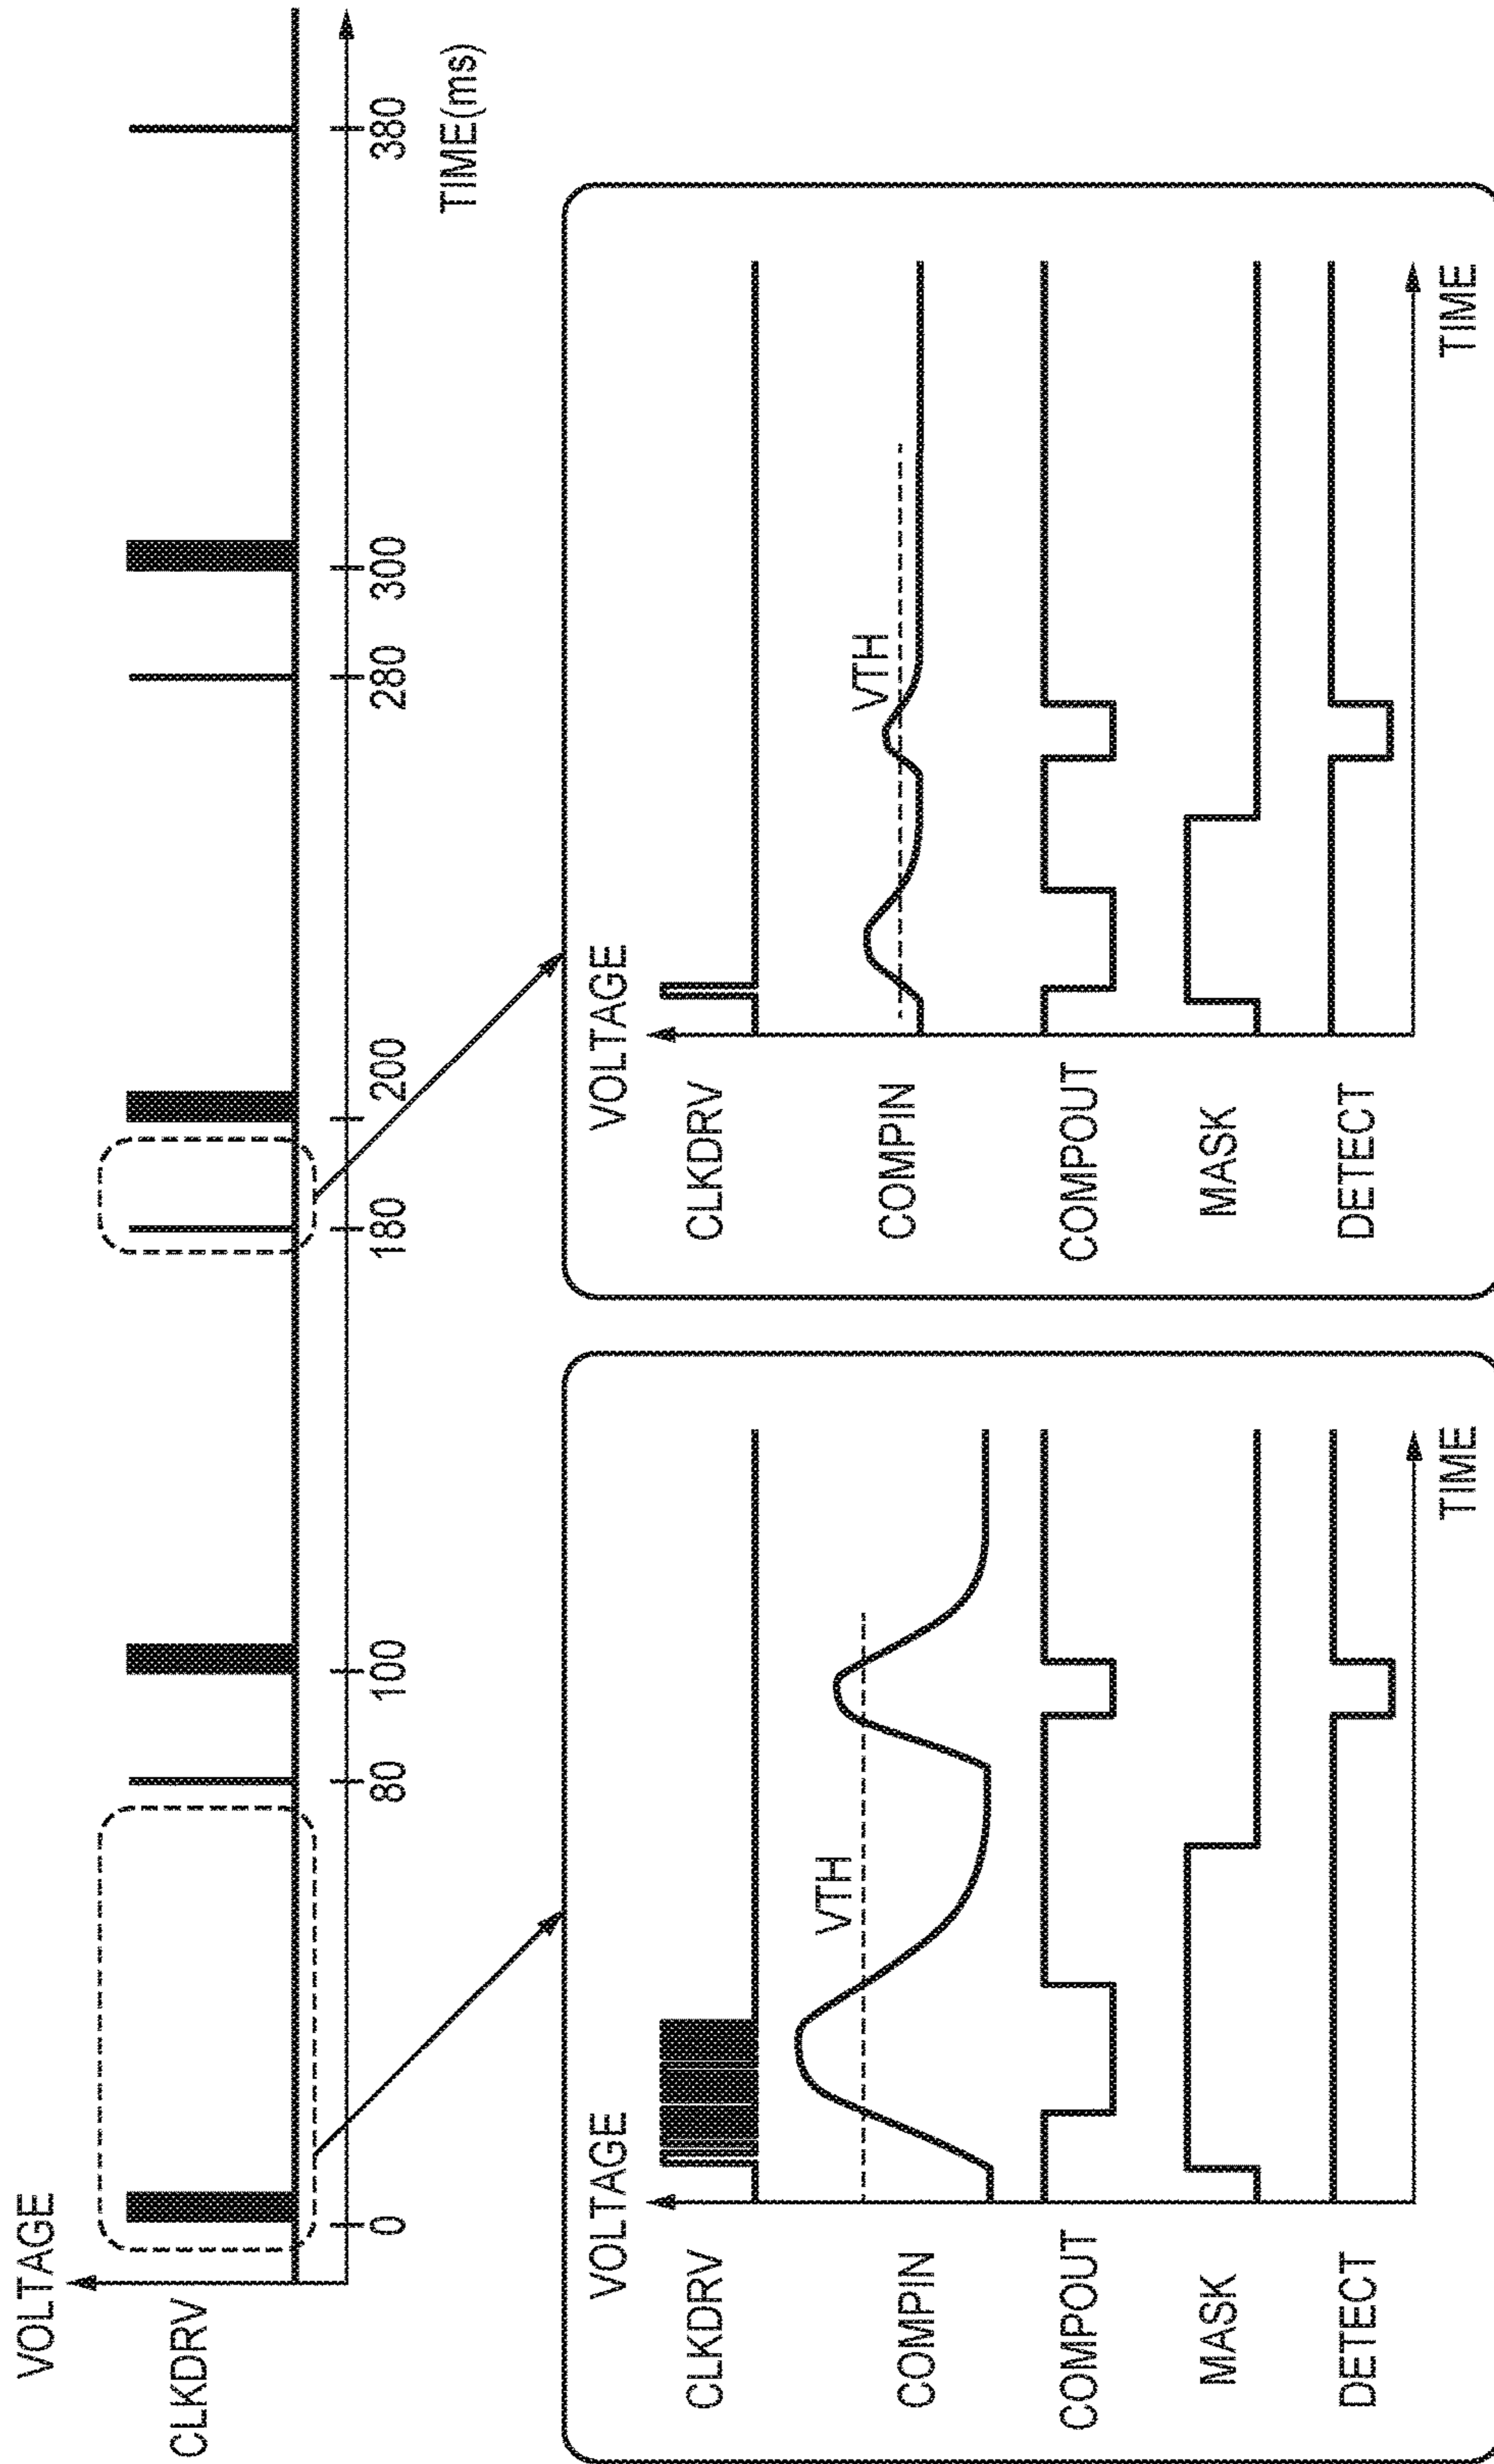 VOLTAGE
CLKDRV
0
80
100
180
200
280
300
380
TIME(ms)
VOLTAGE
CLKDRV
COMPIN
VTH
COMPOUT
MASK
DETECT
TIME
VOLTAGE
CLKDRV
COMPIN
VTH
COMPOUT
MASK
DETECT
TIME